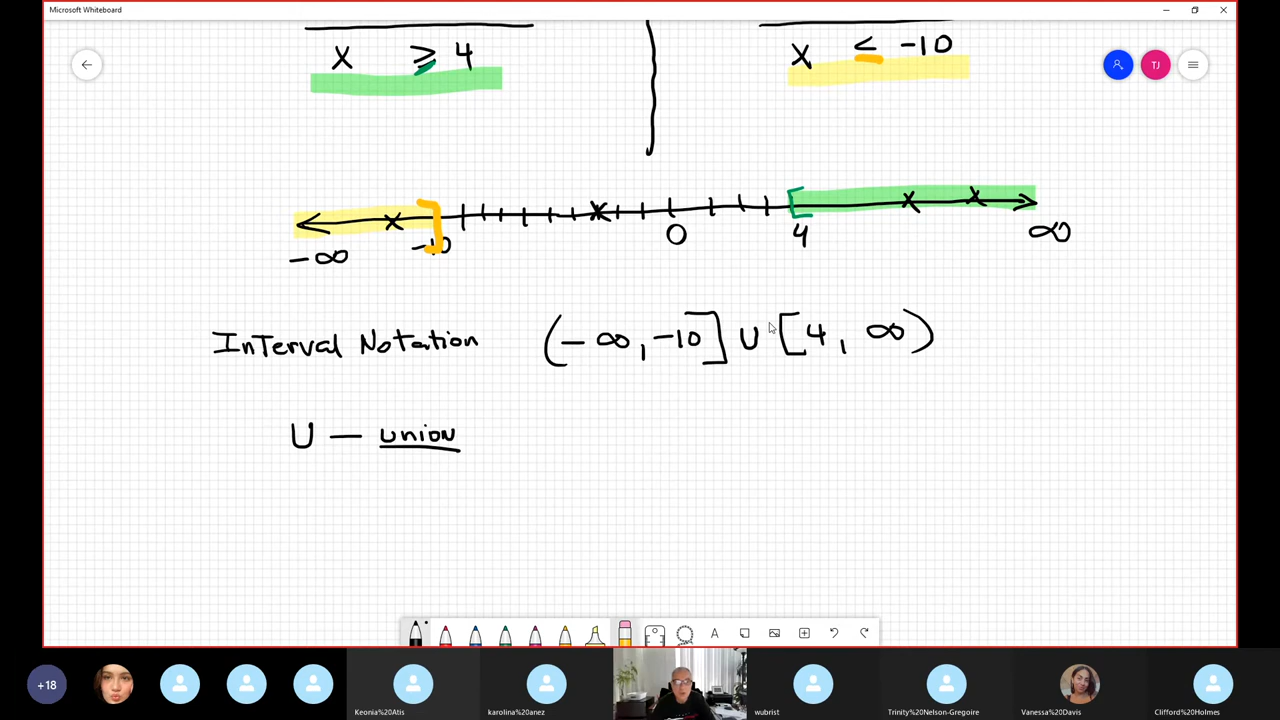 Microsoft Whiteboard
x ≥ 4
x ≤ -10
TJ
-∞ -10 0 4 ∞
Interval Notation (-∞, -10] U [4, ∞)
U — union
A
+18
Keonia%20Atis
karolina%20anez
wubrist
Trinity%20Nelson-Gregoire
Vanessa%20Davis
Clifford%20Holmes